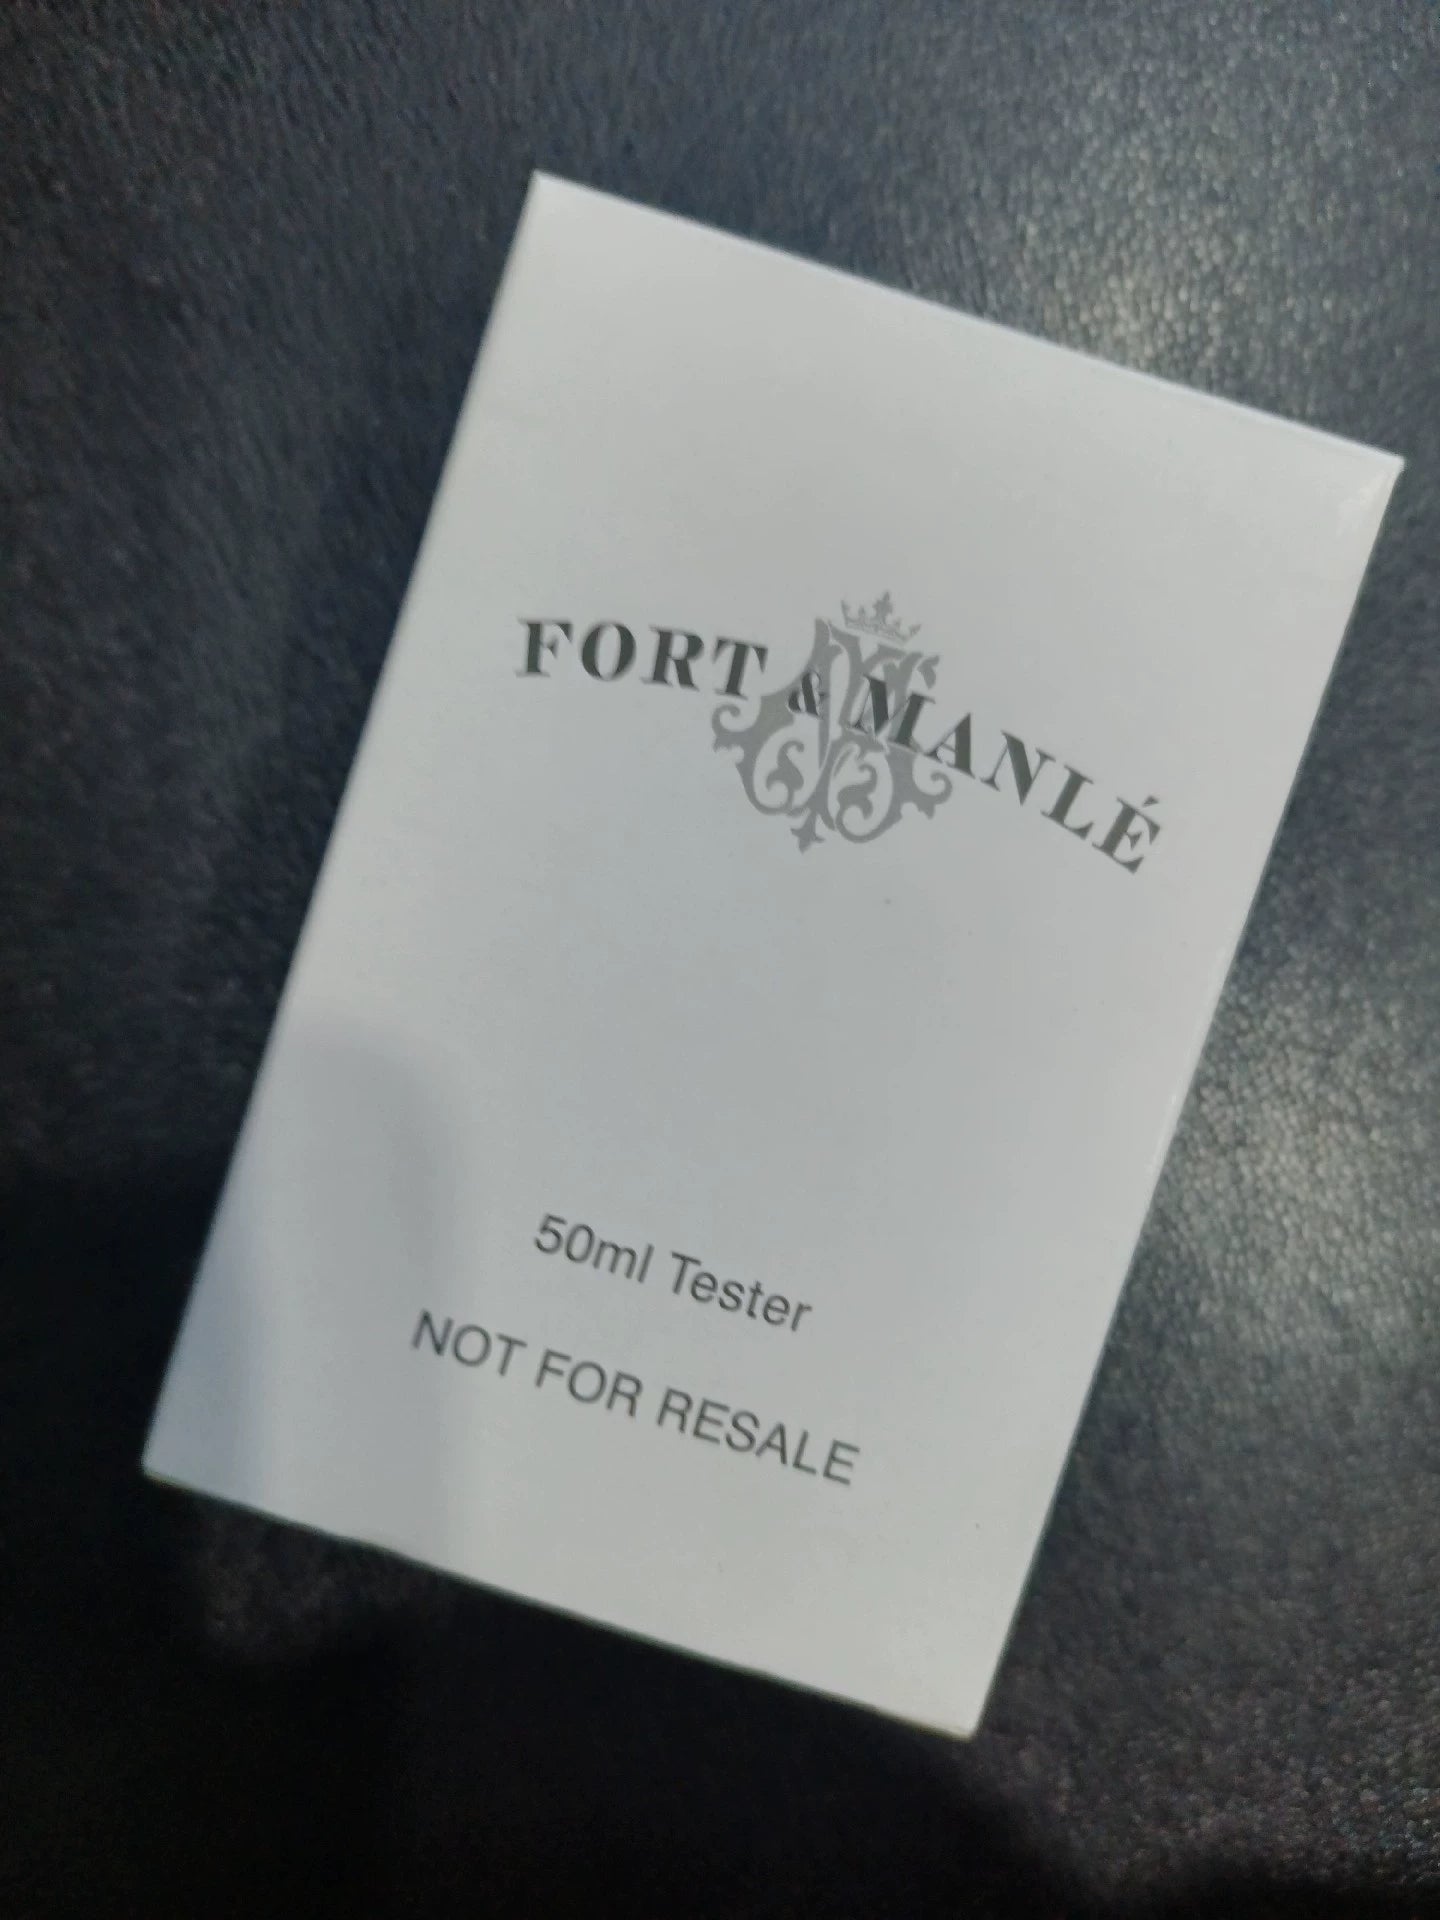 FORT & MANLÉ
50ml Tester
NOT FOR RESALE